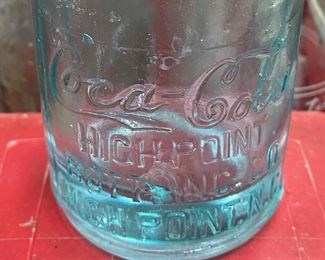 Coca-Cola
HIGH POINT
BOTTLING CO.
HIGH POINT. N.C.